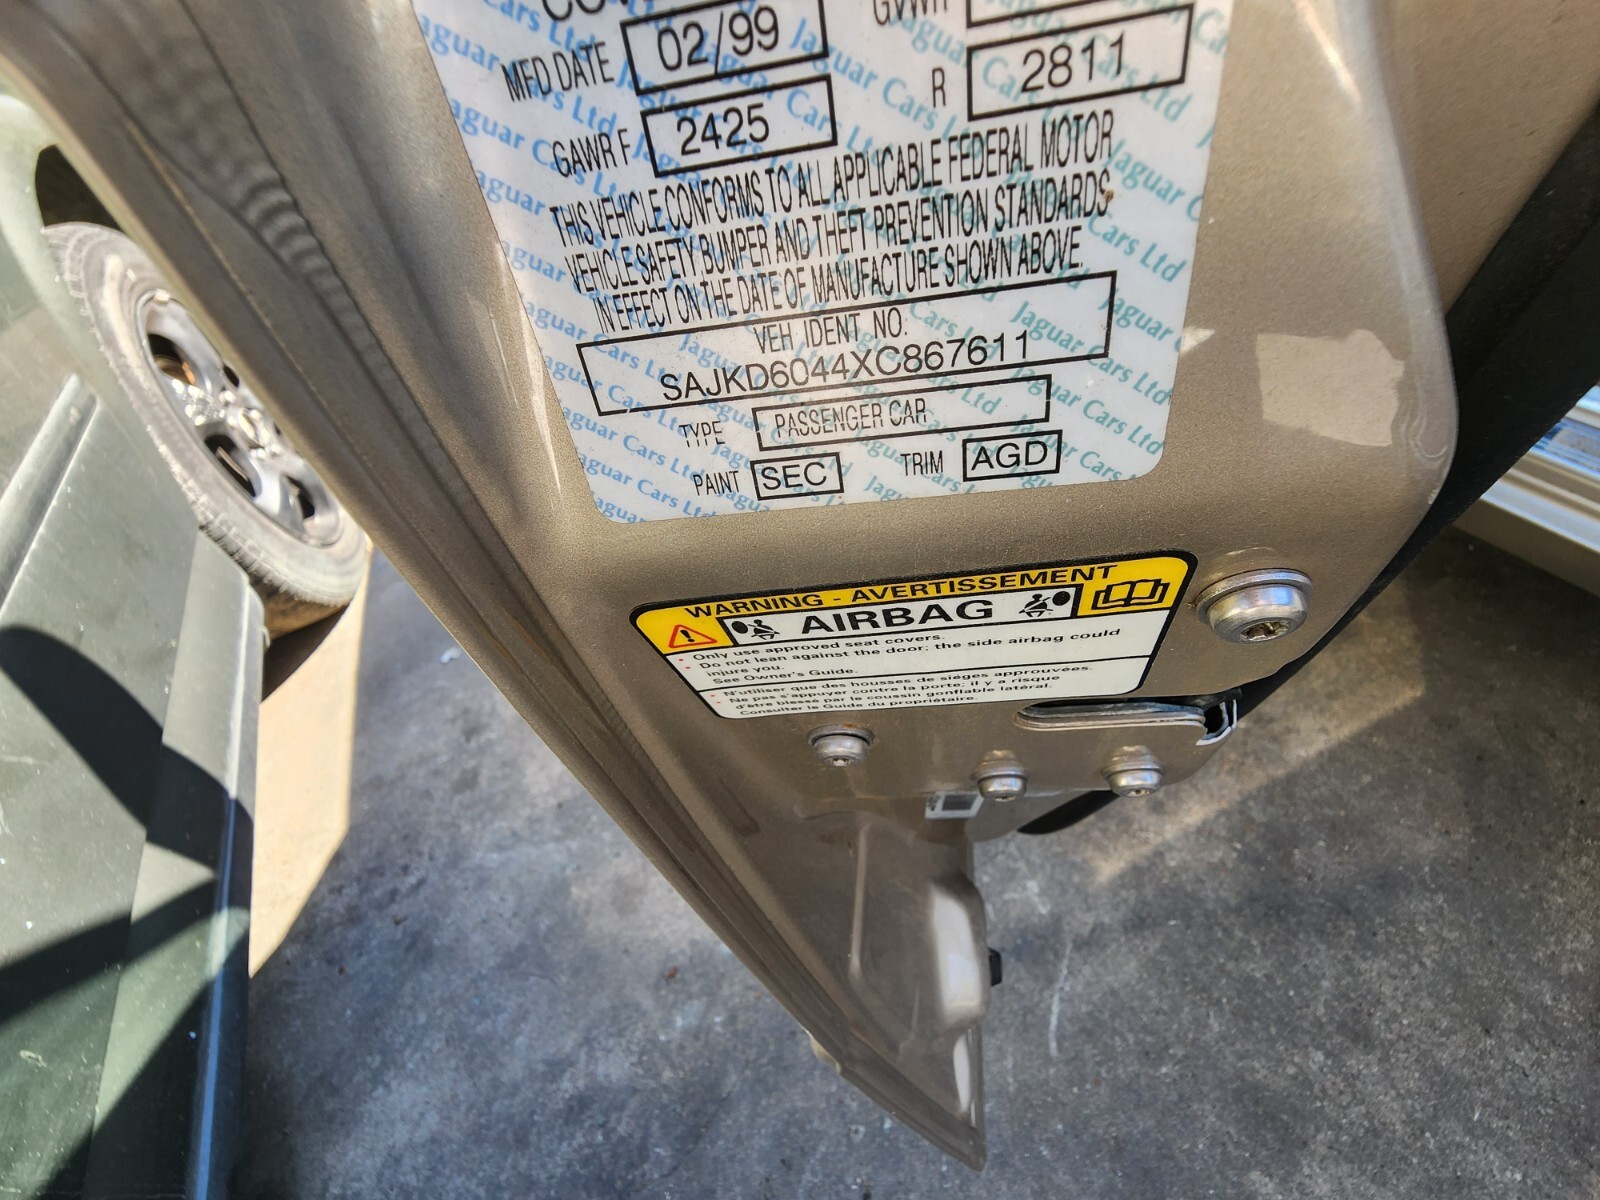 MFD DATE 02/99 GVWR
R 2811
GAWR F 2425
THIS VEHICLE CONFORMS TO ALL APPLICABLE FEDERAL MOTOR
VEHICLE SAFETY BUMPER AND THEFT PREVENTION STANDARDS
IN EFFECT ON THE DATE OF MANUFACTURE SHOWN ABOVE.
VEH IDENT NO.
SAJKD6044XC867611
TYPE PASSENGER CAR
PAINT SEC TRIM AGD
Jaguar Cars Ltd
WARNING - AVERTISSEMENT
AIRBAG
• Only use approved seat covers.
• Do not lean against the door; the side airbag could
injure you.
See Owner's Guide.
• N'utiliser que des housses de sièges approuvées.
• Ne pas s'appuyer contre la porte; il y a risque
d'être blessé par le coussin gonflable latéral.
Consulter le Guide du propriétaire.